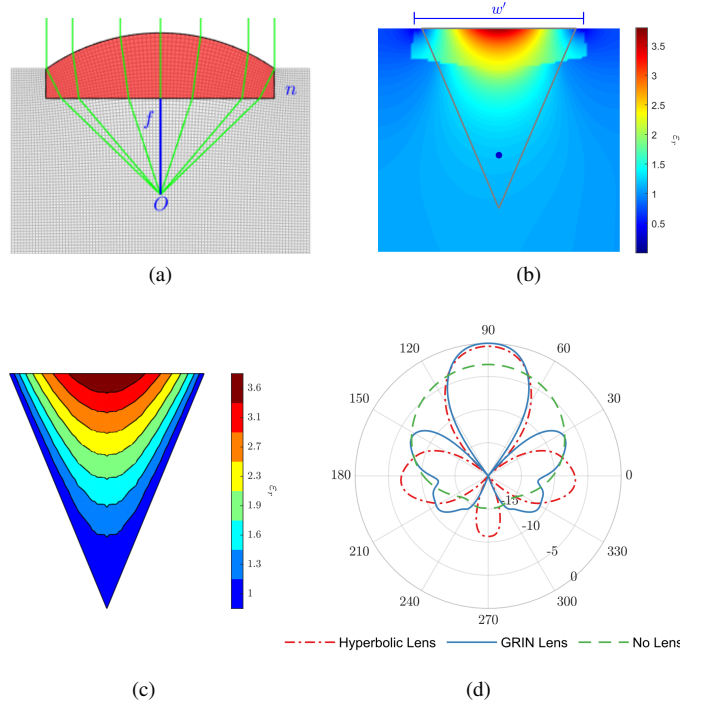 n
f
O
(a)
w′
3.5
3
2.5
2
1.5
1
0.5
εr
(b)
3.6
3.1
2.7
2.3
1.9
1.6
1.3
1
εr
(c)
90
120
60
150
30
180
0
210
330
240
300
270
-15
-10
-5
0
Hyperbolic Lens
GRIN Lens
No Lens
(d)